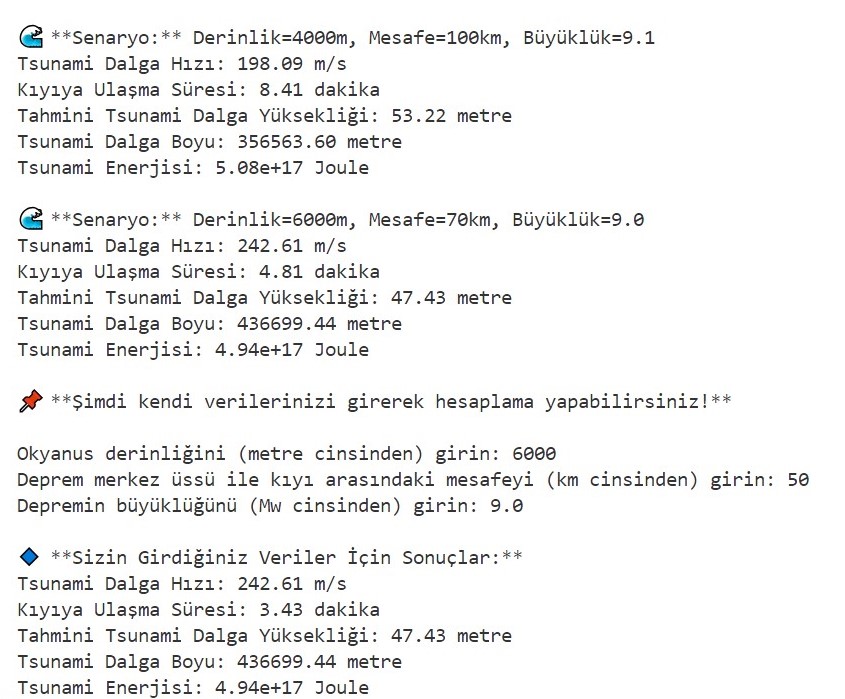 🌊 **Senaryo:** Derinlik=4000m, Mesafe=100km, Büyüklük=9.1
Tsunami Dalga Hızı: 198.09 m/s
Kıyıya Ulaşma Süresi: 8.41 dakika
Tahmini Tsunami Dalga Yüksekliği: 53.22 metre
Tsunami Dalga Boyu: 356563.60 metre
Tsunami Enerjisi: 5.08e+17 Joule
🌊 **Senaryo:** Derinlik=6000m, Mesafe=70km, Büyüklük=9.0
Tsunami Dalga Hızı: 242.61 m/s
Kıyıya Ulaşma Süresi: 4.81 dakika
Tahmini Tsunami Dalga Yüksekliği: 47.43 metre
Tsunami Dalga Boyu: 436699.44 metre
Tsunami Enerjisi: 4.94e+17 Joule
📌 **Şimdi kendi verilerinizi girerek hesaplama yapabilirsiniz!**
Okyanus derinliğini (metre cinsinden) girin: 6000
Deprem merkez üssü ile kıyı arasındaki mesafeyi (km cinsinden) girin: 50
Depremin büyüklüğünü (Mw cinsinden) girin: 9.0
🔷 **Sizin Girdiğiniz Veriler İçin Sonuçlar:**
Tsunami Dalga Hızı: 242.61 m/s
Kıyıya Ulaşma Süresi: 3.43 dakika
Tahmini Tsunami Dalga Yüksekliği: 47.43 metre
Tsunami Dalga Boyu: 436699.44 metre
Tsunami Enerjisi: 4.94e+17 Joule